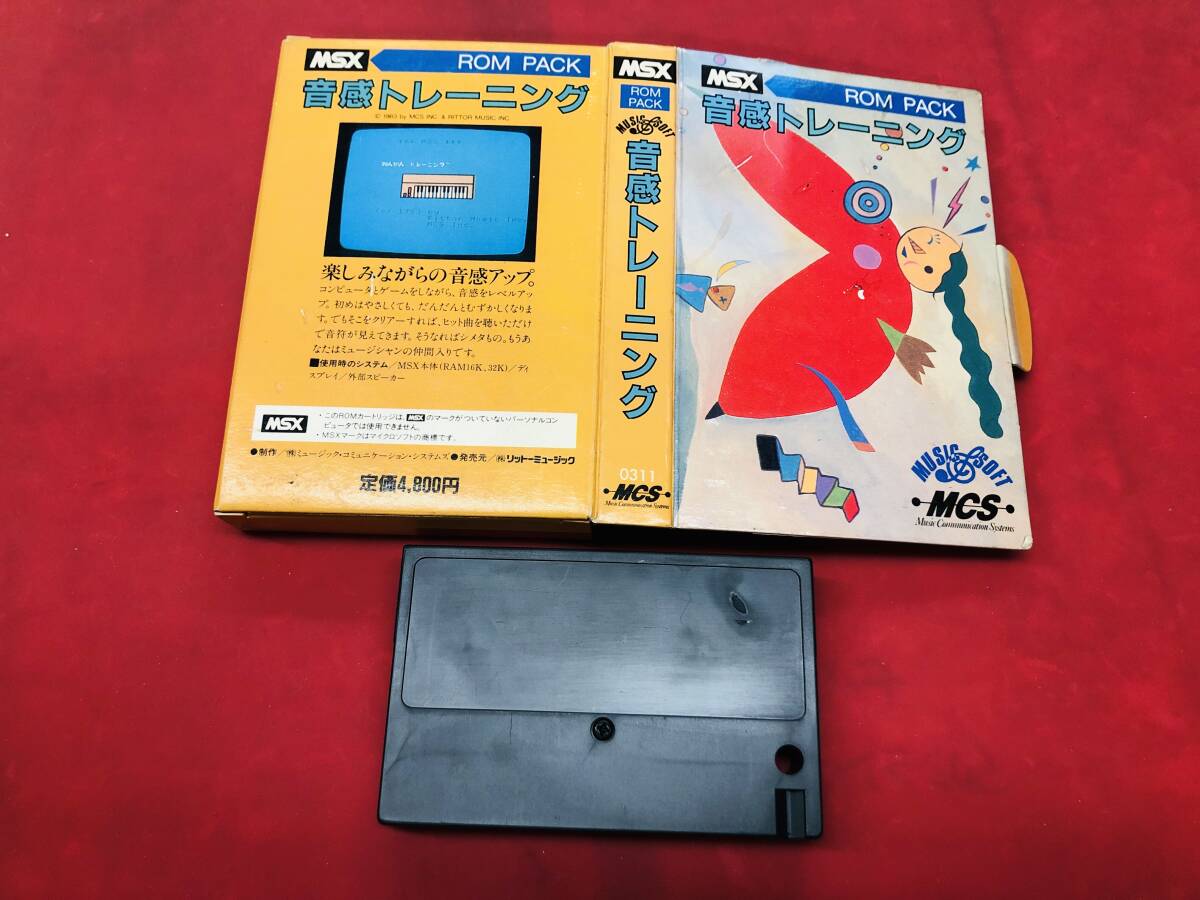 MSX
ROM PACK
音感トレーニング
© 1983 by MCS INC. & RITTOR MUSIC INC.
トレーニング
Rittor Music Inc.
MCS Inc.
楽しみながらの音感アップ。
コンピュータとゲームをしながら、音感をレベルアッ
プ。初めはやさしくても、だんだんとむずかしくなりま
す。でもそこをクリアーすれば、ヒット曲を聴いただけ
で音符が見えてきます。そうなればシメタもの。もうあ
なたはミュージシャンの仲間入りです。
■使用時のシステム/MSX本体(RAM16K、32K)/ディ
スプレイ/外部スピーカー
MSX
・このROMカートリッジは、MSXのマークがついていないパーソナルコン
ピュータでは使用できません。
・MSXマークはマイクロソフトの商標です。
●制作/㈱ミュージック・コミュニケーション・システムズ●発売元/㈱リットーミュージック
定価4,800円
MSX
ROM
PACK
MUSIC SOFT
音感トレーニング
0311
MCS
Music Communication Systems
MSX
ROM PACK
音感トレーニング
MUSIC SOFT
MCS
Music Communication Systems